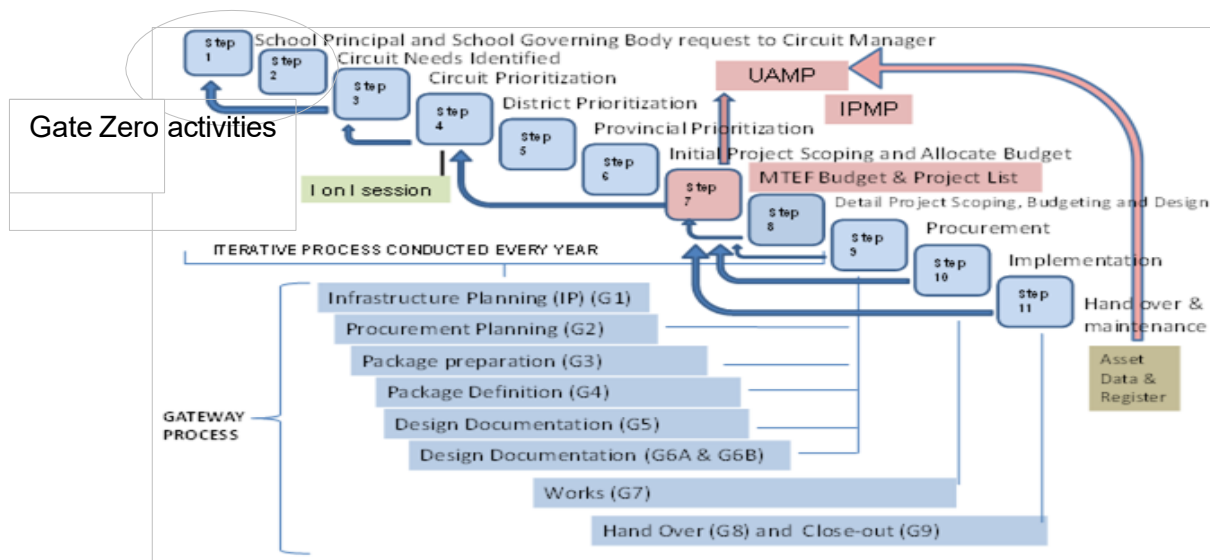 Step
1
School Principal and School Governing Body request to Circuit Manager
Step
2
Circuit Needs Identified
Step
3
Circuit Prioritization
UAMP
Step
4
District Prioritization
IPMP
Gate Zero activities
Step
5
Provincial Prioritization
Step
6
Initial Project Scoping and Allocate Budget
I on I session
Step
7
MTEF Budget & Project List
Step
8
Detail Project Scoping, Budgeting and Design
Step
9
Procurement
ITERATIVE PROCESS CONDUCTED EVERY YEAR
Step
10
Implementation
Step
11
Hand over &
maintenance
Infrastructure Planning (IP) (G1)
Procurement Planning (G2)
Package preparation (G3)
Package Definition (G4)
Asset
Data &
Register
GATEWAY
PROCESS
Design Documentation (G5)
Design Documentation (G6A & G6B)
Works (G7)
Hand Over (G8) and Close-out (G9)